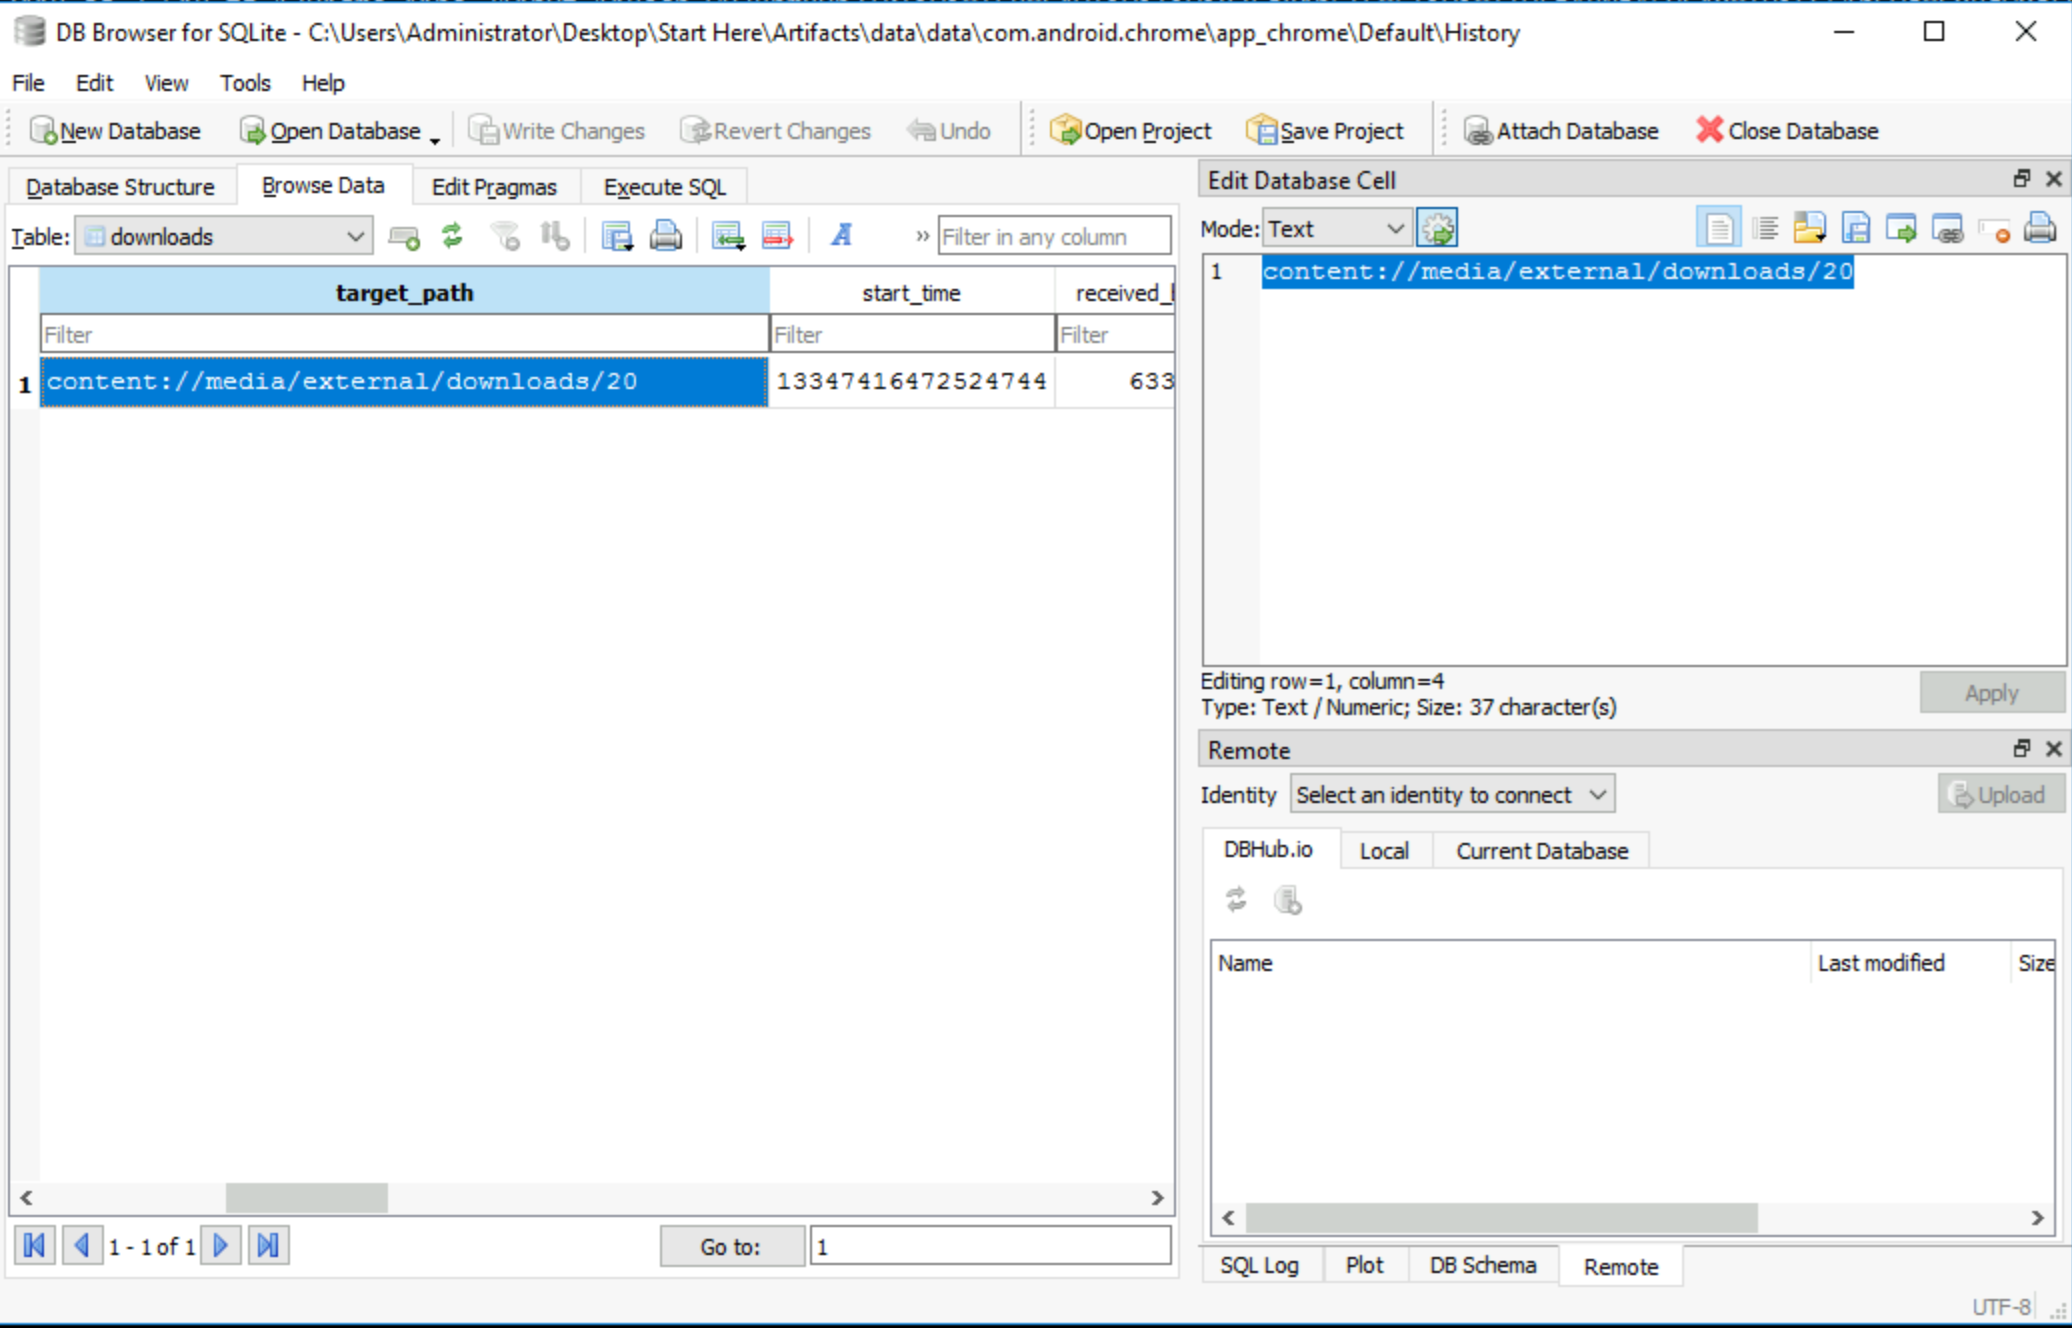 DB Browser for SQLite - C:\Users\Administrator\Desktop\Start Here\Artifacts\data\data\com.android.chrome\app_chrome\Default\History
File Edit View Tools Help
New Database Open Database Write Changes Revert Changes Undo Open Project Save Project Attach Database Close Database
Database Structure Browse Data Edit Pragmas Execute SQL
Table: downloads » Filter in any column
target_path start_time received_
Filter Filter Filter
1 content://media/external/downloads/20 13347416472524744 633
1 - 1 of 1 Go to: 1
Edit Database Cell
Mode: Text
1 content://media/external/downloads/20
Editing row=1, column=4
Type: Text / Numeric; Size: 37 character(s)
Apply
Remote
Identity Select an identity to connect Upload
DBHub.io Local Current Database
Name Last modified Size
SQL Log Plot DB Schema Remote
UTF-8